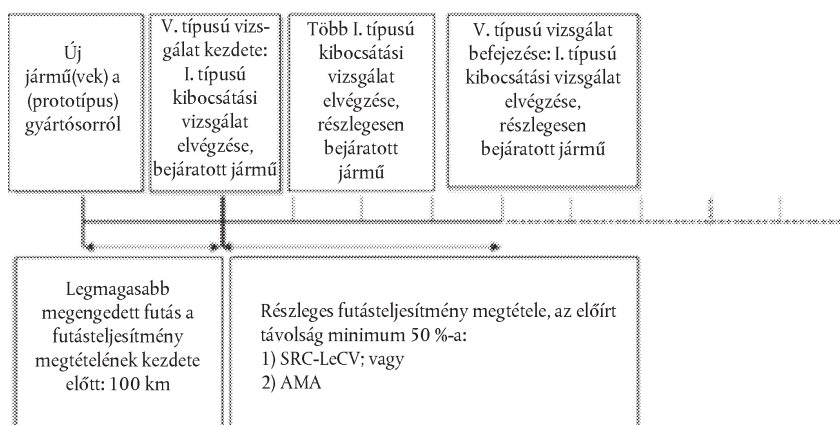 Új
jármű(vek) a
(prototípus)
gyártósorról
V. típusú vizs-
gálat kezdete:
I. típusú
kibocsátási
vizsgálat
elvégzése,
bejáratott jármű
Több I. típusú
kibocsátási
vizsgálat
elvégzése,
részlegesen
bejáratott
jármű
V. típusú vizsgálat
befejezése: I. típusú
kibocsátási vizsgálat
elvégzése,
részlegesen
bejáratott jármű
Legmagasabb
megengedett futás a
futásteljesítmény
megtételének kezdete
előtt: 100 km
Részleges futásteljesítmény megtétele, az előírt
távolság minimum 50 %-a:
1) SRC-LeCV; vagy
2) AMA